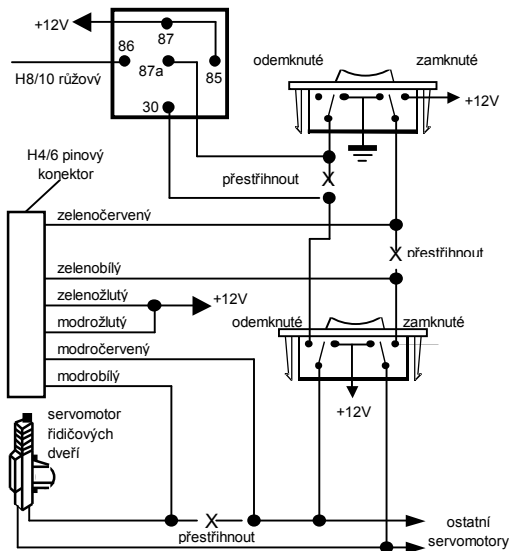 +12V
87
86
87a
85
30
H8/10 růžový
odemknuté
zamknuté
+12V
H4/6 pinový
konektor
přestřihnout
X
zelenočervený
X přestřihnout
zelenobílý
zelenožlutý
+12V
modrožlutý
odemknuté
zamknuté
modročervený
modrobílý
+12V
servomotor
řidičových
dveří
X
přestřihnout
ostatní
servomotory